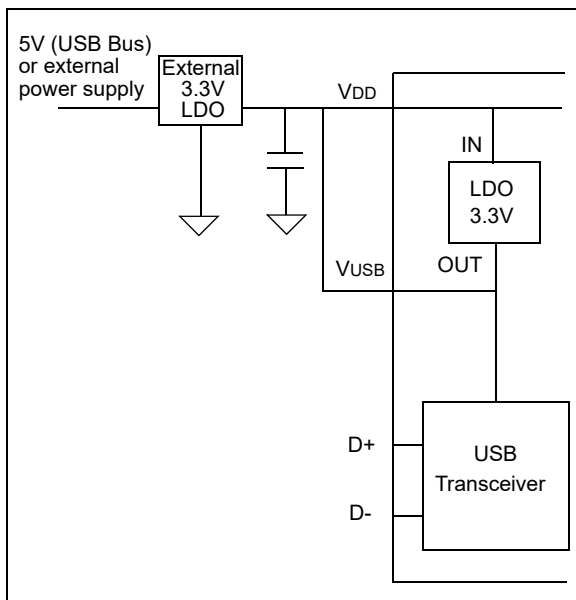 5V (USB Bus)
or external
power supply
External
3.3V
LDO
VDD
IN
LDO
3.3V
OUT
VUSB
D+
D-
USB
Transceiver